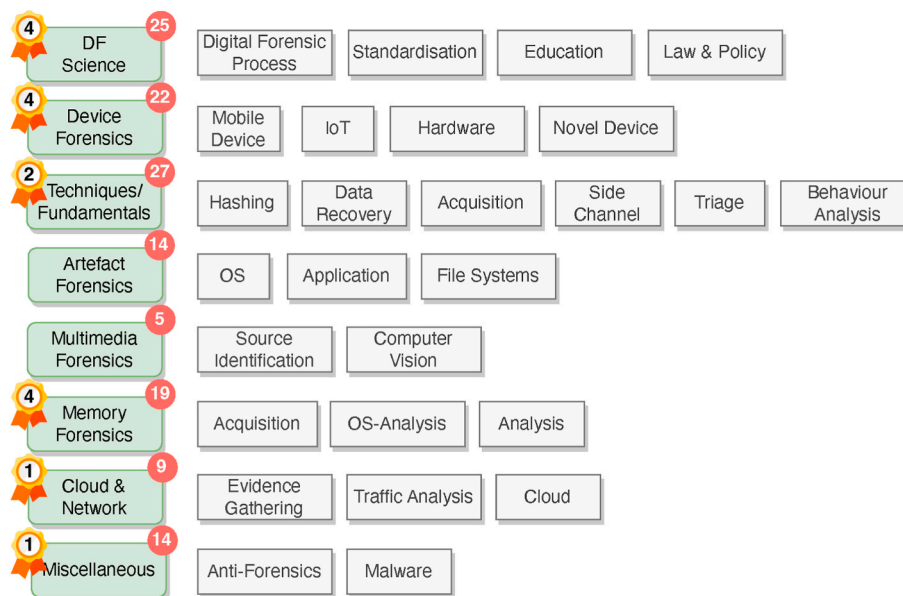 4
25
DF
Science
Digital Forensic
Process
Standardisation
Education
Law & Policy
4
22
Device
Forensics
Mobile
Device
IoT
Hardware
Novel Device
2
27
Techniques/
Fundamentals
Hashing
Data
Recovery
Acquisition
Side
Channel
Triage
Behaviour
Analysis
14
Artefact
Forensics
OS
Application
File Systems
5
Multimedia
Forensics
Source
Identification
Computer
Vision
4
19
Memory
Forensics
Acquisition
OS-Analysis
Analysis
1
9
Cloud &
Network
Evidence
Gathering
Traffic Analysis
Cloud
1
14
Miscellaneous
Anti-Forensics
Malware